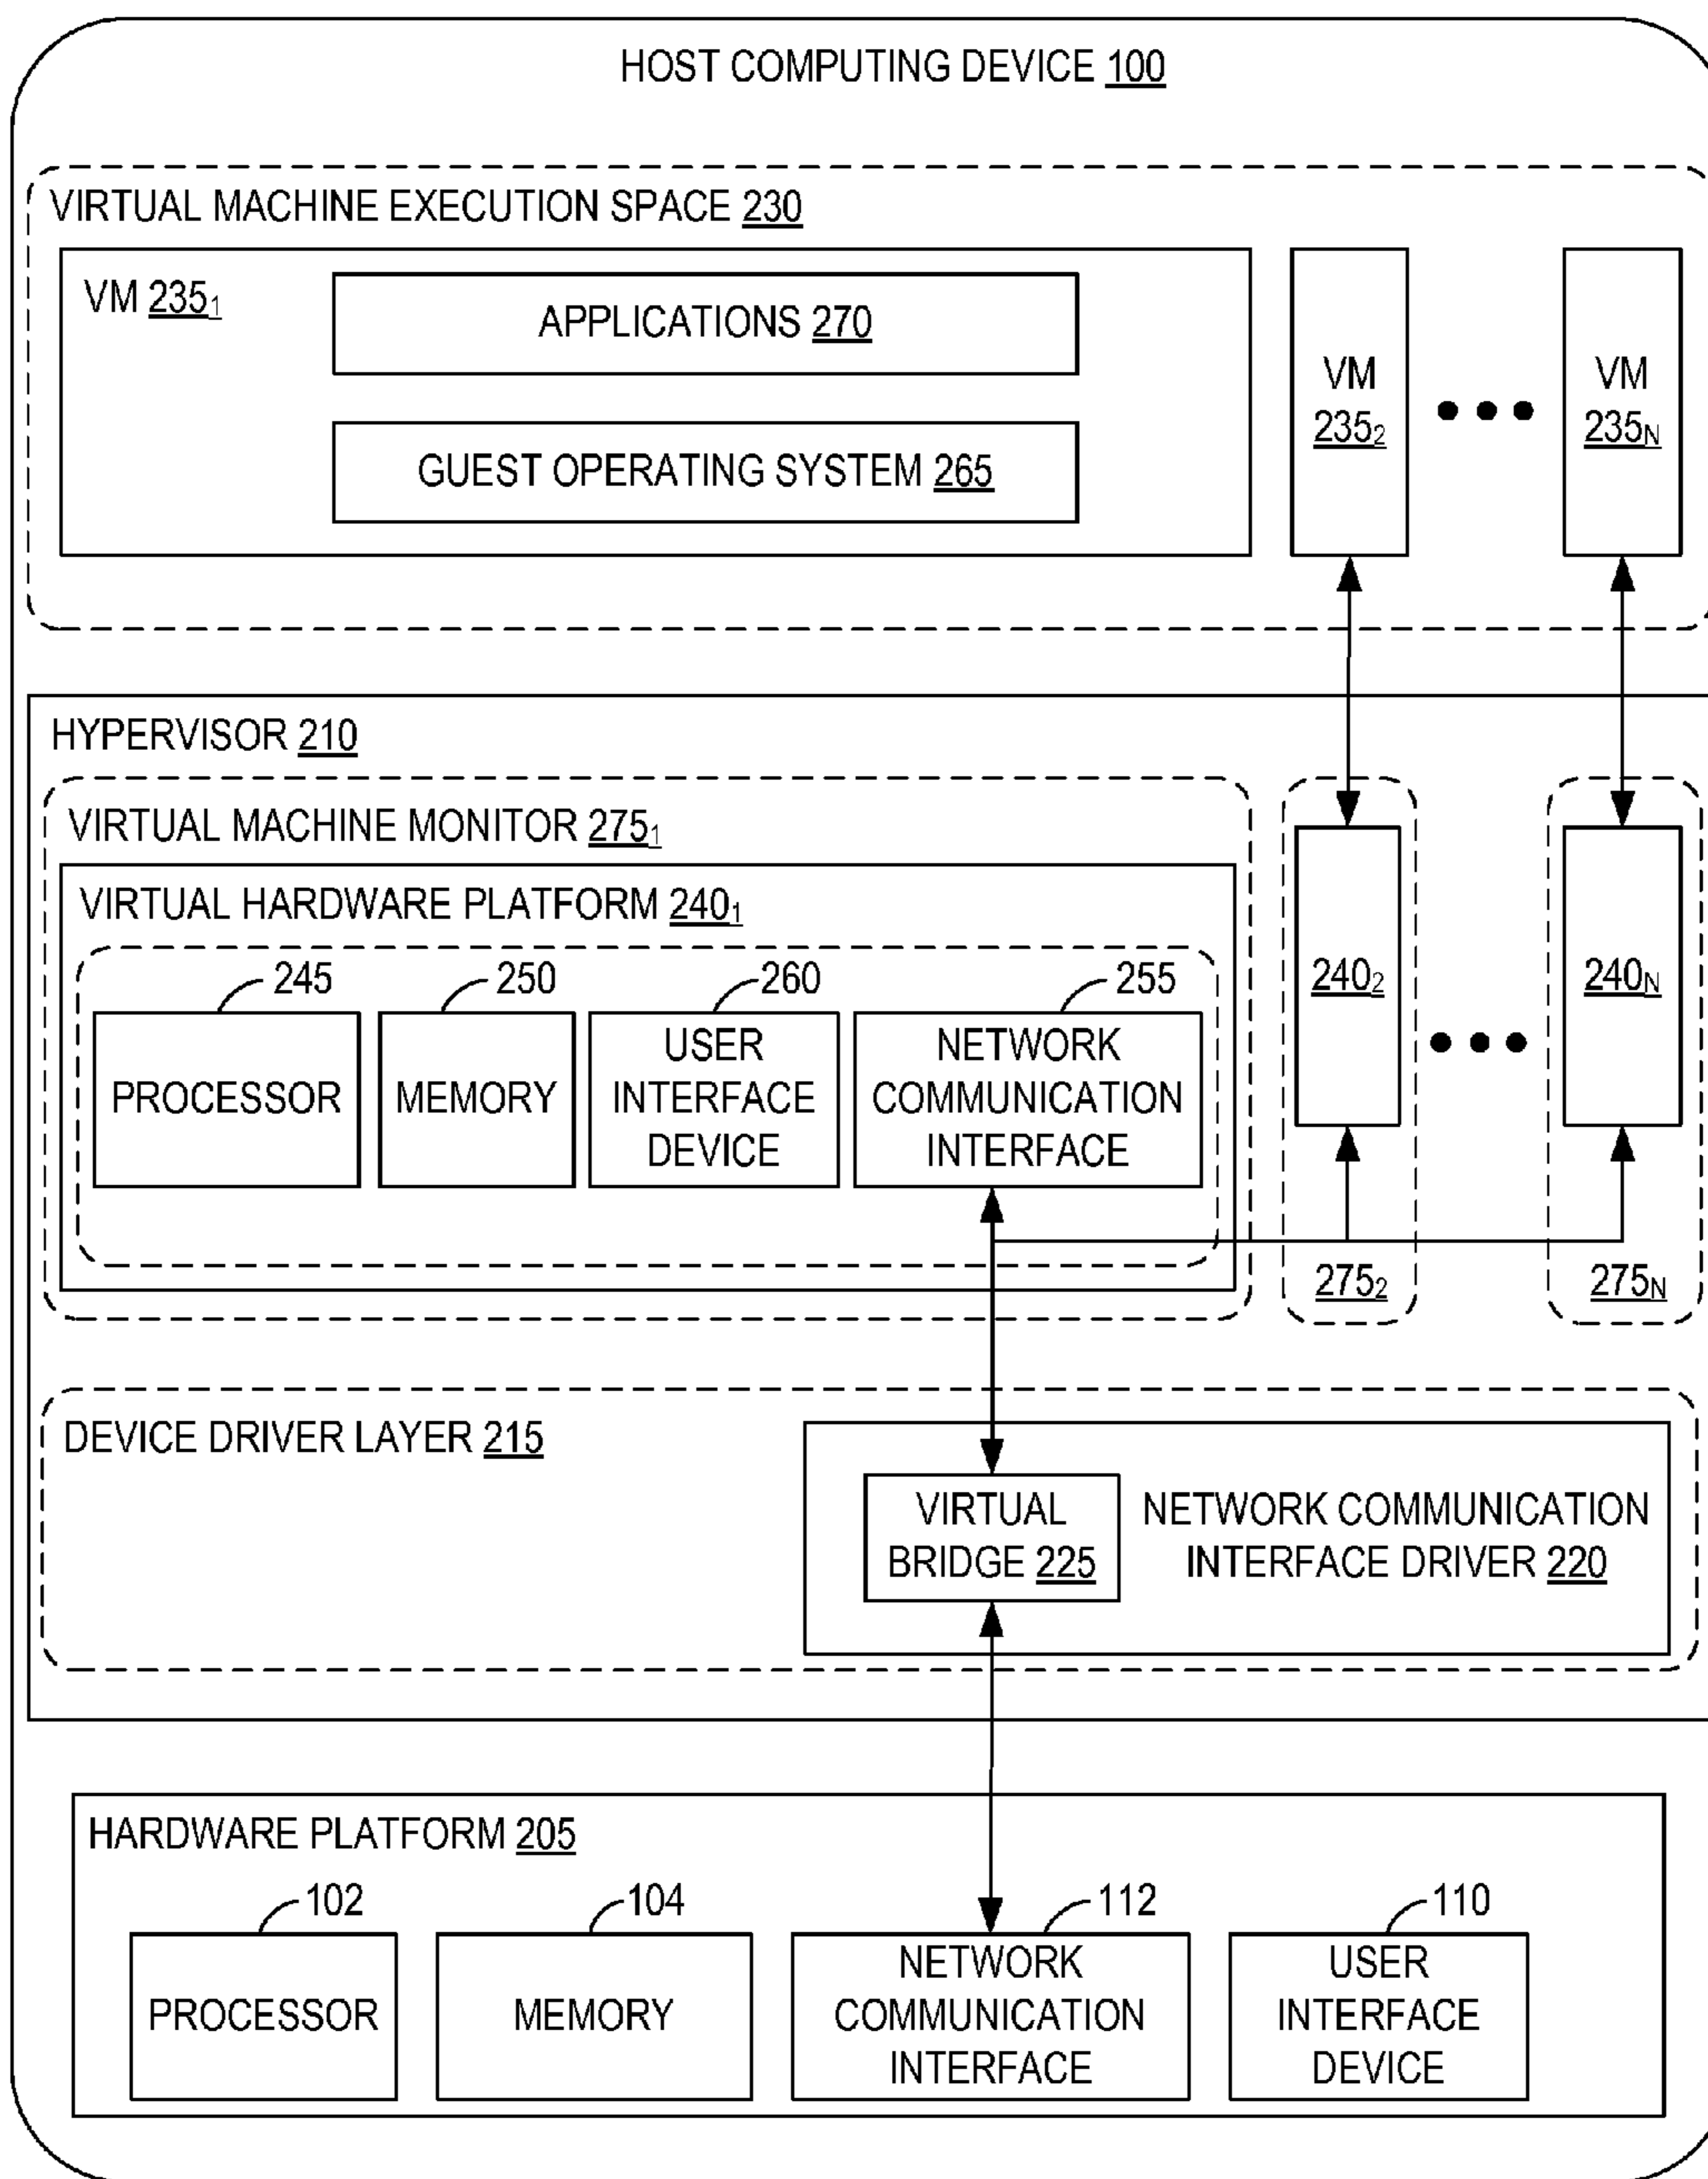 HOST COMPUTING DEVICE 100
VIRTUAL MACHINE EXECUTION SPACE 230
VM 235₁
APPLICATIONS 270
GUEST OPERATING SYSTEM 265
VM
235₂
VM
235ₙ
HYPERVISOR 210
VIRTUAL MACHINE MONITOR 275₁
VIRTUAL HARDWARE PLATFORM 240₁
245
250
260
255
PROCESSOR
MEMORY
USER
INTERFACE
DEVICE
NETWORK
COMMUNICATION
INTERFACE
240₂
240ₙ
275₂
275ₙ
DEVICE DRIVER LAYER 215
VIRTUAL
BRIDGE 225
NETWORK COMMUNICATION
INTERFACE DRIVER 220
HARDWARE PLATFORM 205
102
104
112
110
PROCESSOR
MEMORY
NETWORK
COMMUNICATION
INTERFACE
USER
INTERFACE
DEVICE